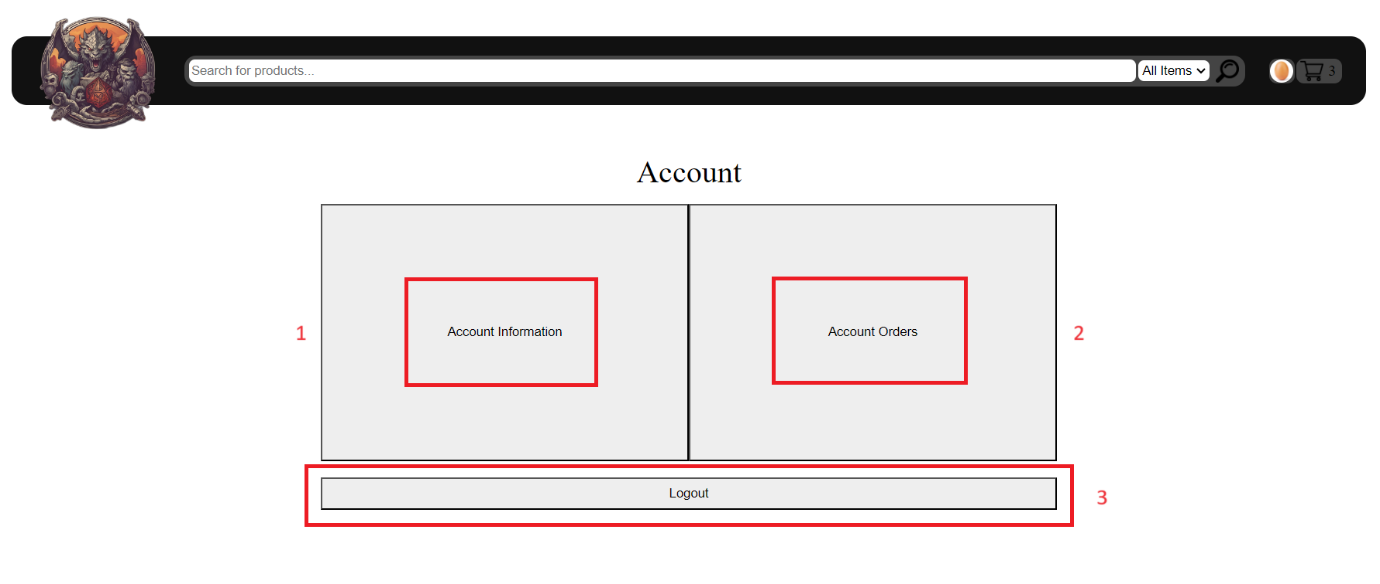 Search for products...
All Items
3
Account
1
Account Information
Account Orders
2
Logout
3